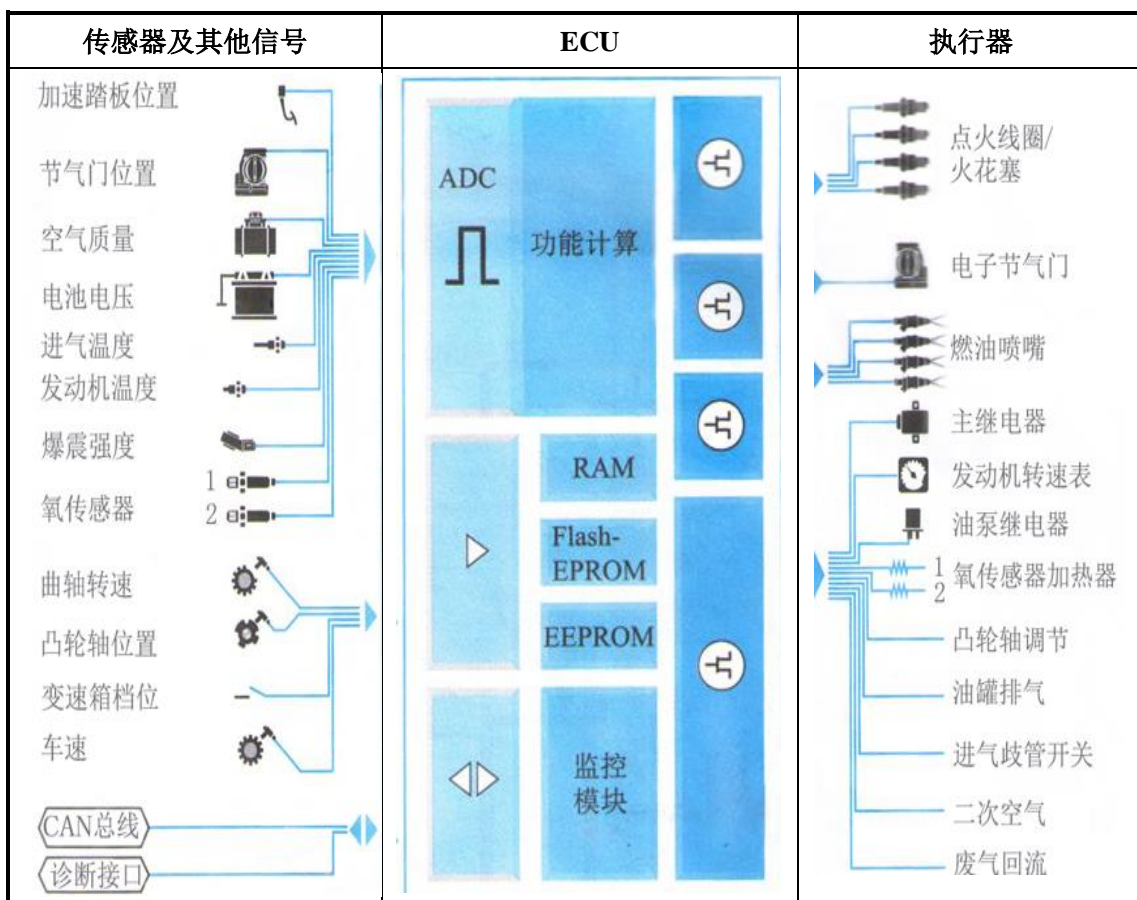 传感器及其他信号
ECU
执行器
加速踏板位置
节气门位置
空气质量
电池电压
进气温度
发动机温度
爆震强度
1
氧传感器
2
曲轴转速
凸轮轴位置
变速箱档位
车速
CAN总线
诊断接口
ADC
功能计算
RAM
Flash-
EPROM
EEPROM
监控
模块
点火线圈/
火花塞
电子节气门
燃油喷嘴
主继电器
发动机转速表
油泵继电器
1
2
氧传感器加热器
凸轮轴调节
油罐排气
进气歧管开关
二次空气
废气回流